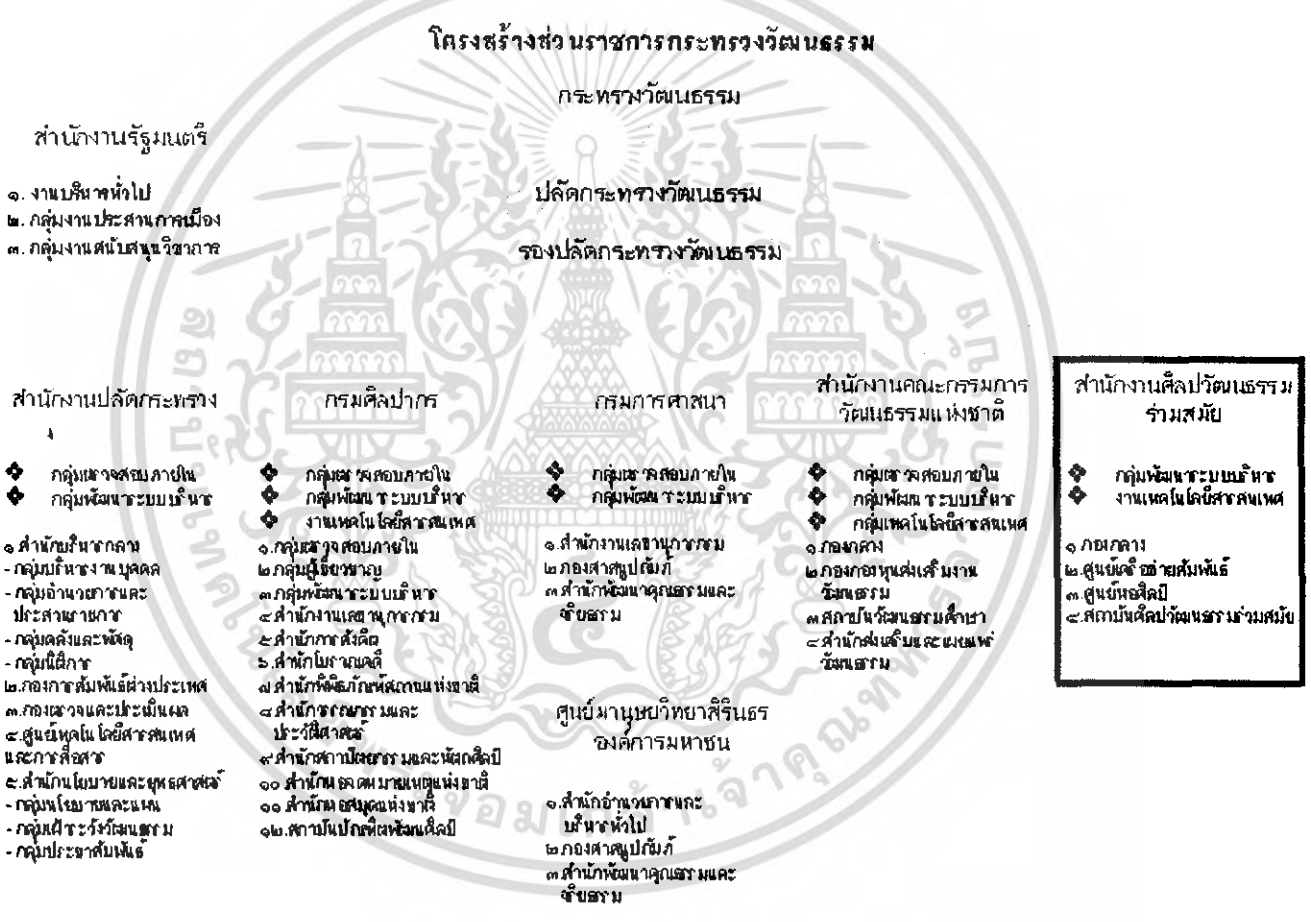 โครงสร้างส่วนราชการกระทรวงวัฒนธรรม
กระทรวงวัฒนธรรม
สำนักงานรัฐมนตรี
๑. งานบริหารทั่วไป
๒. กลุ่มงานประสานการเมือง
๓. กลุ่มงานสนับสนุนวิชาการ
ปลัดกระทรวงวัฒนธรรม
รองปลัดกระทรวงวัฒนธรรม
สำนักงานปลัดกระทรวง
กลุ่มตรวจสอบภายใน
กลุ่มพัฒนาระบบบริหาร
๑.สำนักบริหารกลาง
- กลุ่มบริหารงานบุคคล
- กลุ่มอำนวยการและ
ประสานราชการ
- กลุ่มคลังและพัสดุ
- กลุ่มนิติการ
๒.กองการสัมพันธ์ต่างประเทศ
๓.กองตรวจและประเมินผล
๔.ศูนย์เทคโนโลยีสารสนเทศ
และการสื่อสาร
๕.สำนักนโยบายและยุทธศาสตร์
- กลุ่มนโยบายและแผน
- กลุ่มเฝ้าระวังวัฒนธรรม
- กลุ่มประชาสัมพันธ์
กรมศิลปากร
กลุ่มตรวจสอบภายใน
กลุ่มพัฒนาระบบบริหาร
งานเทคโนโลยีสารสนเทศ
๑.กลุ่มตรวจสอบภายใน
๒.กลุ่มผู้เชี่ยวชาญ
๓.กลุ่มพัฒนาระบบบริหาร
๔.สำนักงานเลขานุการกรม
๕.สำนักการสังคีต
๖.สำนักโบราณคดี
๗.สำนักพิพิธภัณฑ์สถานแห่งชาติ
๘.สำนักวรรณกรรมและ
ประวัติศาสตร์
๙.สำนักสถาปัตยกรรมและหัตถศิลป์
๑๐.สำนักหอจดหมายเหตุแห่งชาติ
๑๑.สำนักหอสมุดแห่งชาติ
๑๒.สถาบันบัณฑิตพัฒนศิลป์
กรมการศาสนา
กลุ่มตรวจสอบภายใน
กลุ่มพัฒนาระบบบริหาร
๑.สำนักงานเลขานุการกรม
๒.กองศาสนูปถัมภ์
๓.สำนักพัฒนาคุณธรรมและ
จริยธรรม
ศูนย์มานุษยวิทยาสิรินธร
องค์การมหาชน
๑.สำนักอำนวยการและ
บริหารทั่วไป
๒.กองศาสนูปถัมภ์
๓.สำนักพัฒนาคุณธรรมและ
จริยธรรม
สำนักงานคณะกรรมการ
วัฒนธรรมแห่งชาติ
กลุ่มตรวจสอบภายใน
กลุ่มพัฒนาระบบบริหาร
กลุ่มเทคโนโลยีสารสนเทศ
๑.กองกลาง
๒.กองกองทุนส่งเสริมงาน
วัฒนธรรม
๓.สถาบันวัฒนธรรมศึกษา
๔.สำนักส่งเสริมและเผยแพร่
วัฒนธรรม
สำนักงานศิลปวัฒนธรรม
ร่วมสมัย
กลุ่มพัฒนาระบบบริหาร
งานเทคโนโลยีสารสนเทศ
๑.กองกลาง
๒.ศูนย์เครือข่ายสัมพันธ์
๓.ศูนย์หอศิลป์
๔.สถาบันศิลปวัฒนธรรมร่วมสมัย